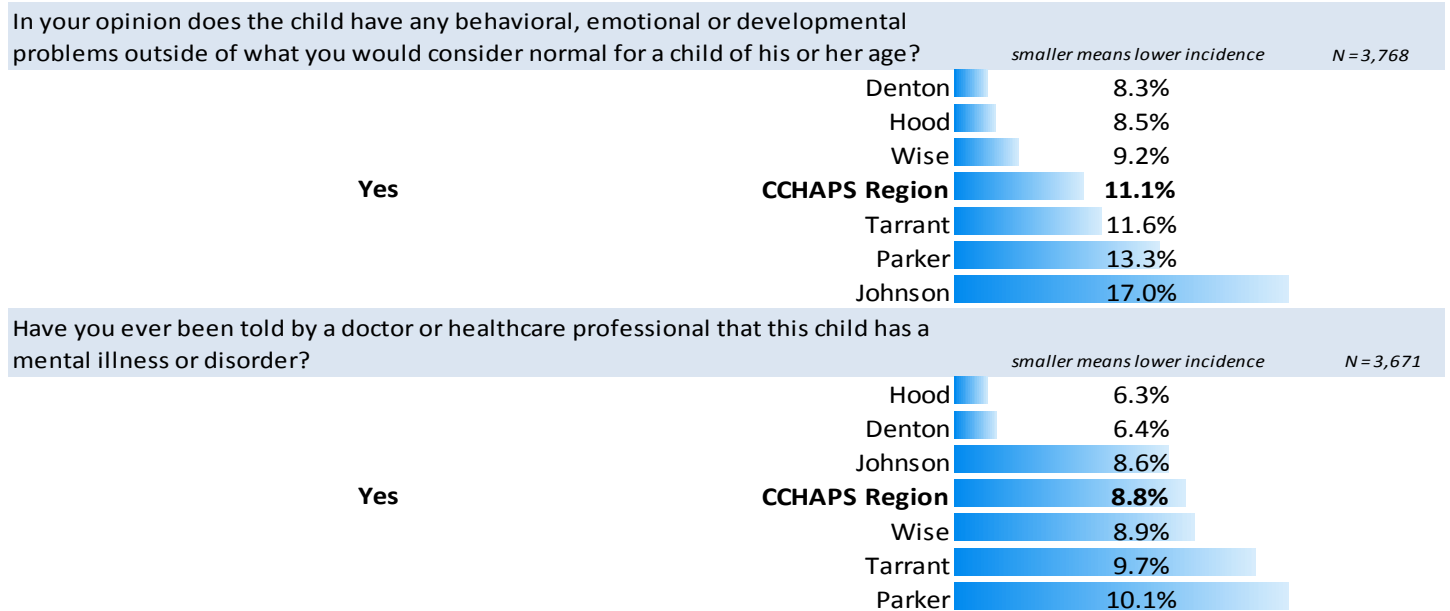 In your opinion does the child have any behavioral, emotional or developmental
problems outside of what you would consider normal for a child of his or her age? smaller means lower incidence N = 3,768
Denton 8.3%
Hood 8.5%
Wise 9.2%
Yes CCHAPS Region 11.1%
Tarrant 11.6%
Parker 13.3%
Johnson 17.0%
Have you ever been told by a doctor or healthcare professional that this child has a
mental illness or disorder? smaller means lower incidence N = 3,671
Hood 6.3%
Denton 6.4%
Johnson 8.6%
Yes CCHAPS Region 8.8%
Wise 8.9%
Tarrant 9.7%
Parker 10.1%